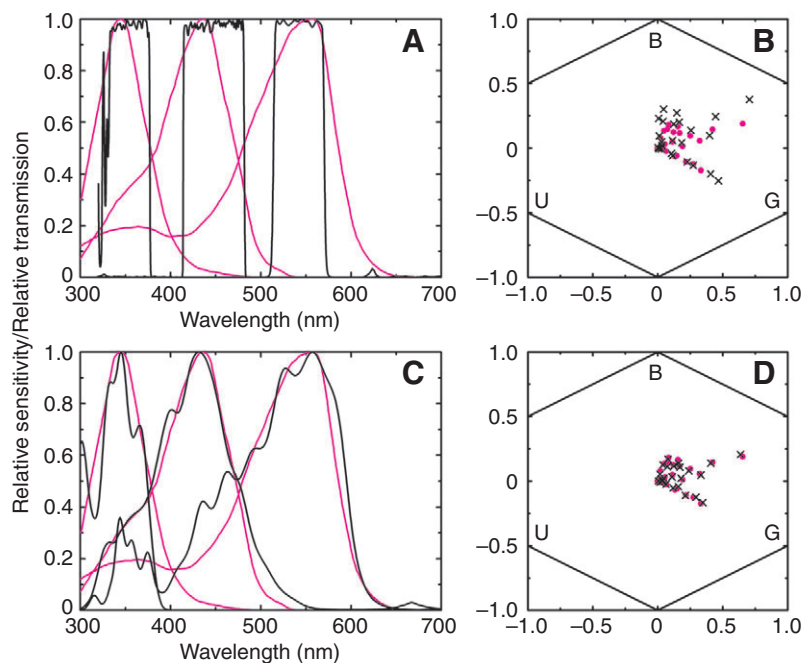 Relative sensitivity/Relative transmission
A
1.0
0.8
0.6
0.4
0.2
0
300 400 500 600 700
Wavelength (nm)
B
1.0
0.5
0
−0.5
−1.0
B
U
G
−1.0 −0.5 0 0.5 1.0
C
1.0
0.8
0.6
0.4
0.2
0
300 400 500 600 700
Wavelength (nm)
D
1.0
0.5
0
−0.5
−1.0
B
U
G
−1.0 −0.5 0 0.5 1.0